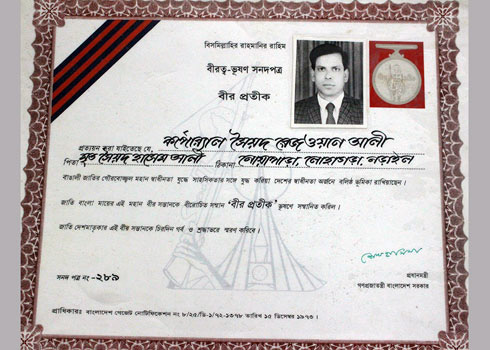 বিসমিল্লাহির রাহমানির রাহিম
বীরত্ব-ভূষণ সনদপত্র
বীর প্রতীক
প্রত্যয়ন করা যাইতেছে যে, কর্পোর‍্যাল সৈয়দ রেজওয়ান আলী
পিতা মৃত সৈয়দ হাসেম আলী ঠিকানা নোয়াপাড়া, লোহাগড়া, নড়াইল
বাঙালী জাতির গৌরবোজ্জ্বল মহান স্বাধীনতা যুদ্ধে সাহসিকতার সঙ্গে যুদ্ধ করিয়া দেশের স্বাধীনতা অর্জনে বলিষ্ঠ ভূমিকা রাখিয়াছেন।
জাতি বাংলা মায়ের এই মহান বীর সন্তানকে বীরোচিত সম্মান 'বীর প্রতীক' ভূষণে সম্মানিত করিল।
জাতি দেশমাতৃকার এই বীর সন্তানকে চিরদিন গর্ব ও শ্রদ্ধাভরে স্মরণ করিবে।
সনদ পত্র নং-২৮৯
প্রধানমন্ত্রী
গণপ্রজাতন্ত্রী বাংলাদেশ সরকার
প্রাধিকারঃ বাংলাদেশ গেজেট নোটিফিকেশন নং ৮/২৫/ডি-১/৭২-১৩৭৮ তারিখ ১৫ ডিসেম্বর ১৯৭৩।